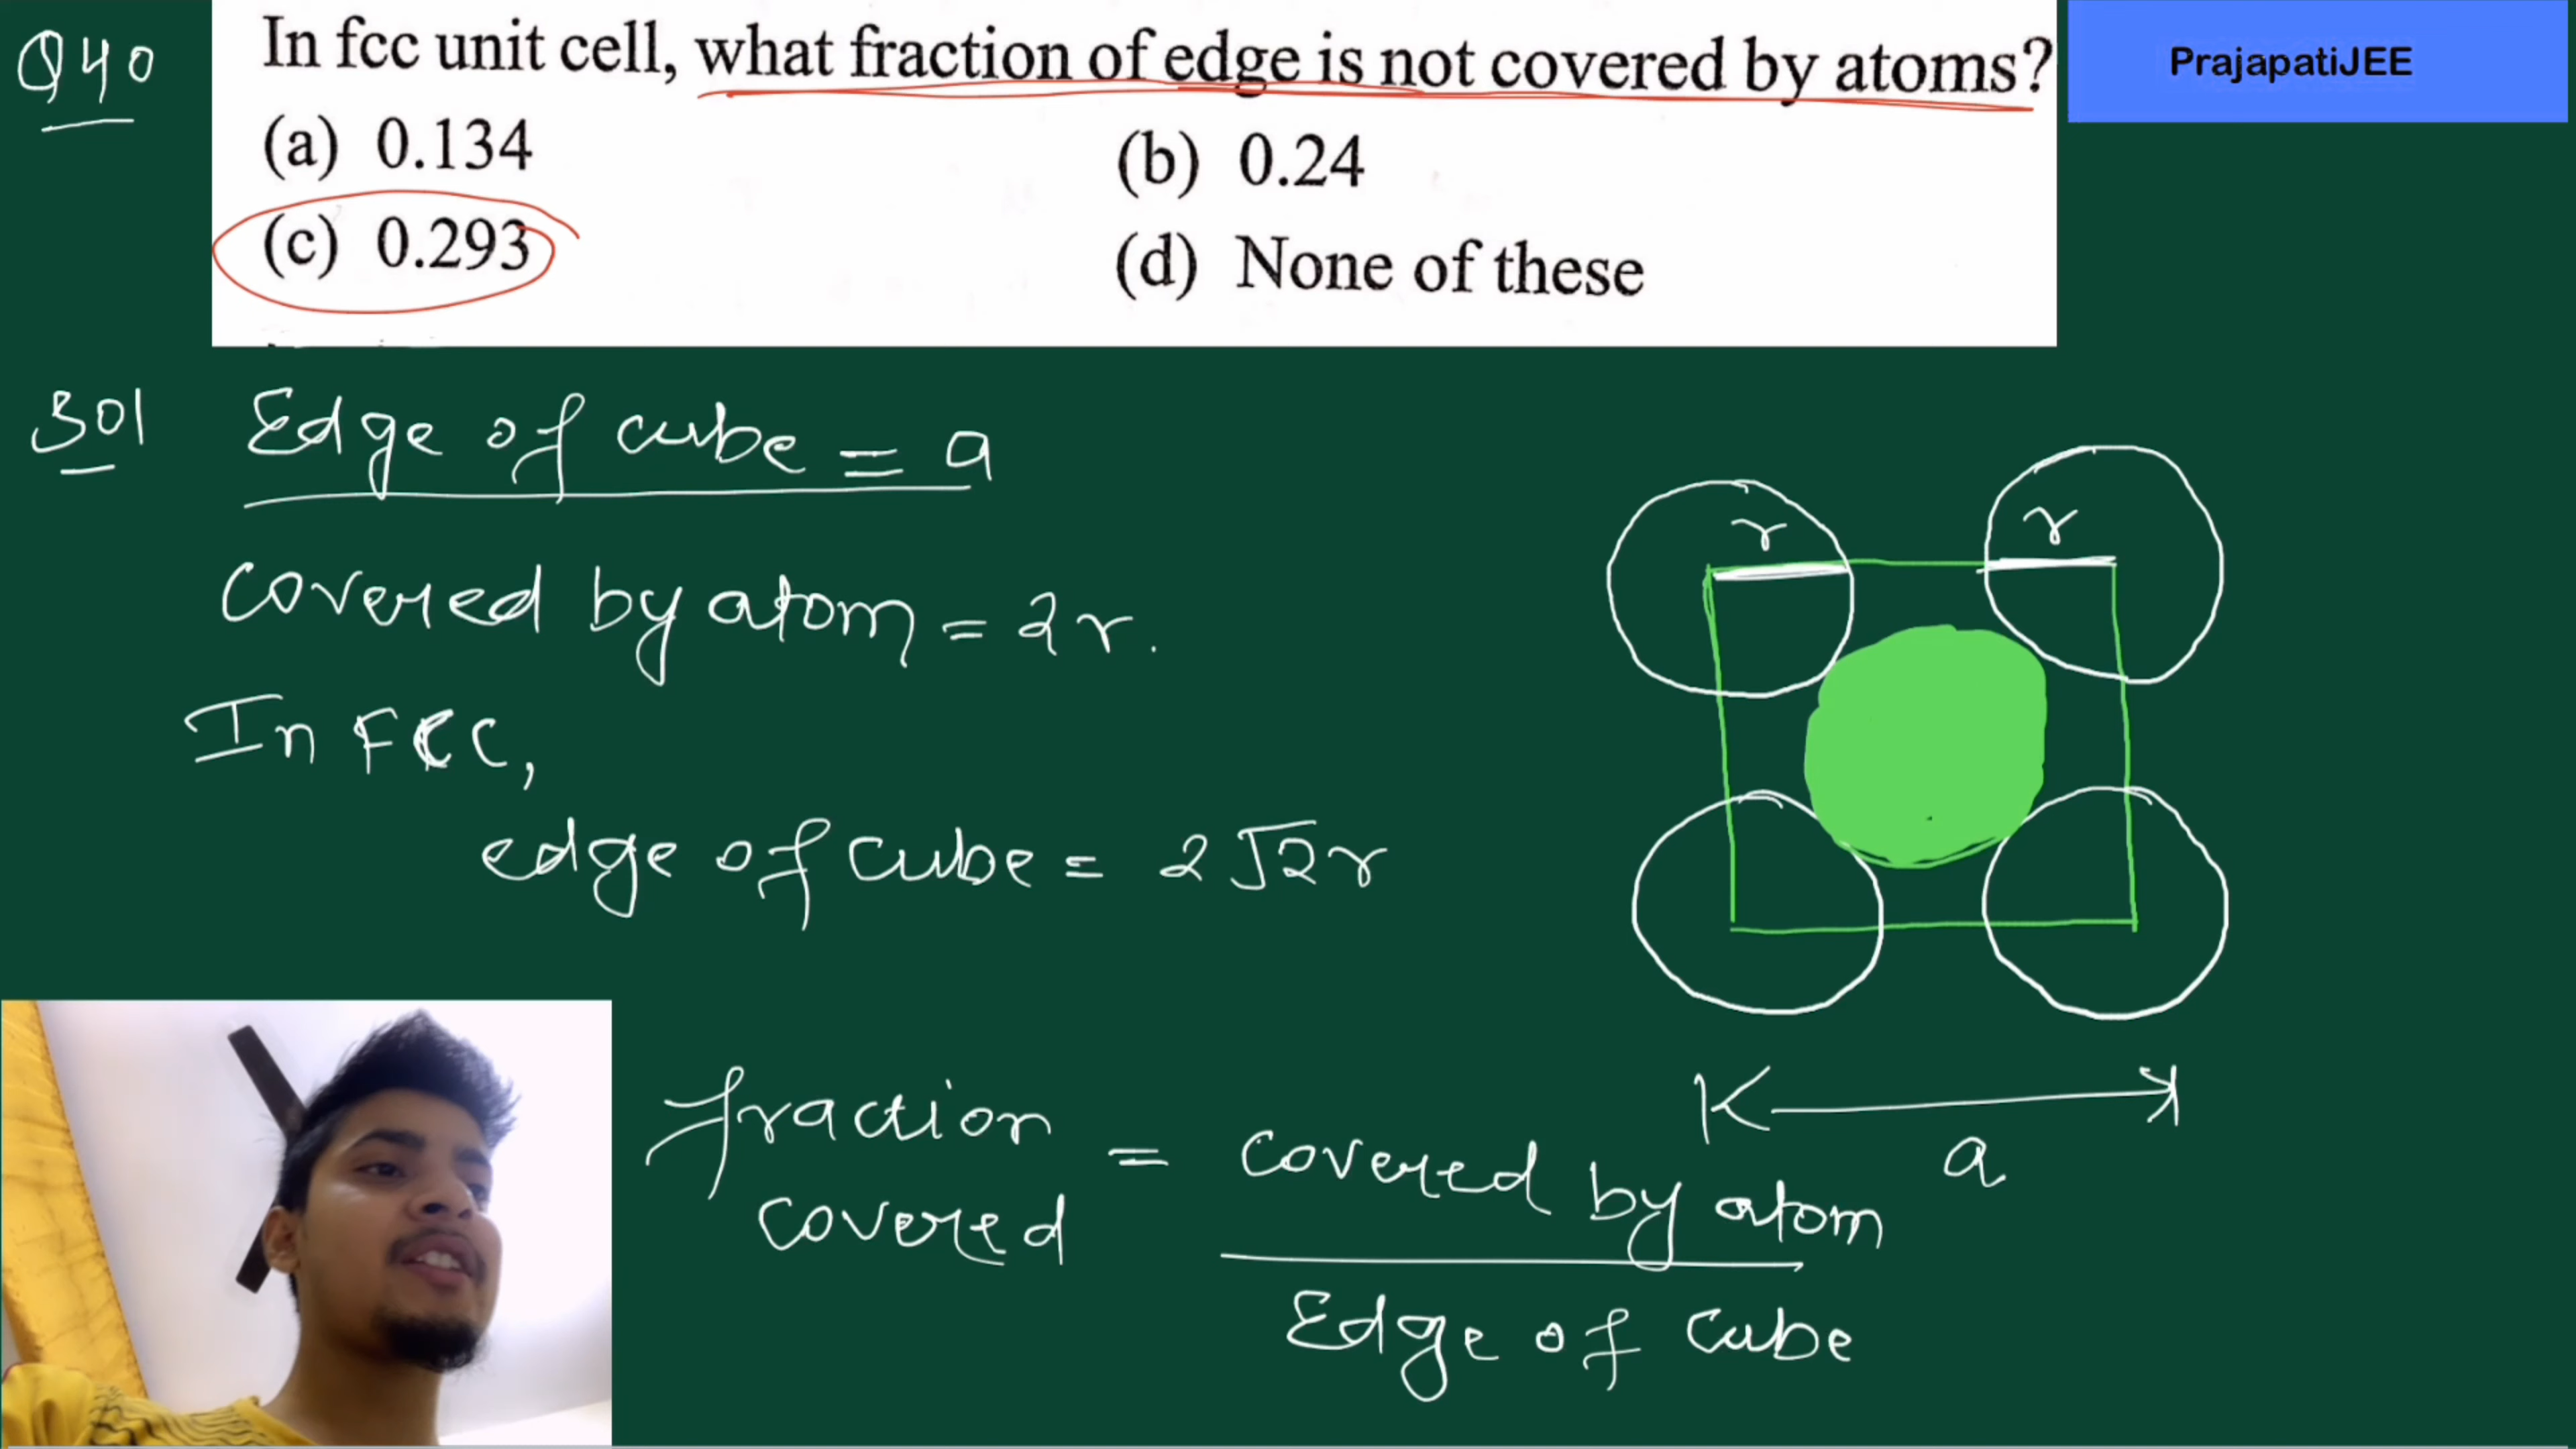 Q40
In fcc unit cell, what fraction of edge is not covered by atoms?
PrajapatiJEE
(a) 0.134
(b) 0.24
(c) 0.293
(d) None of these
Sol
Edge of cube = a
covered by atom = 2r.
In FCC,
edge of cube = 2√2r
r
r
a
fraction covered = covered by atom
Edge of cube